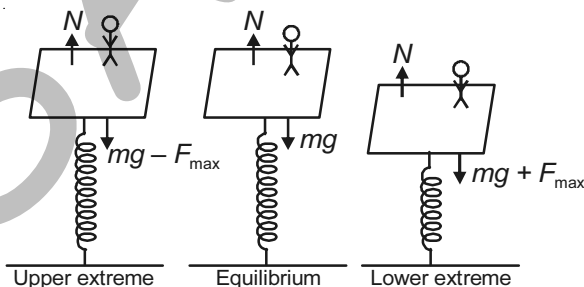 N N
N
mg – Fmax mg
mg + Fmax
Upper extreme Equilibrium Lower extreme